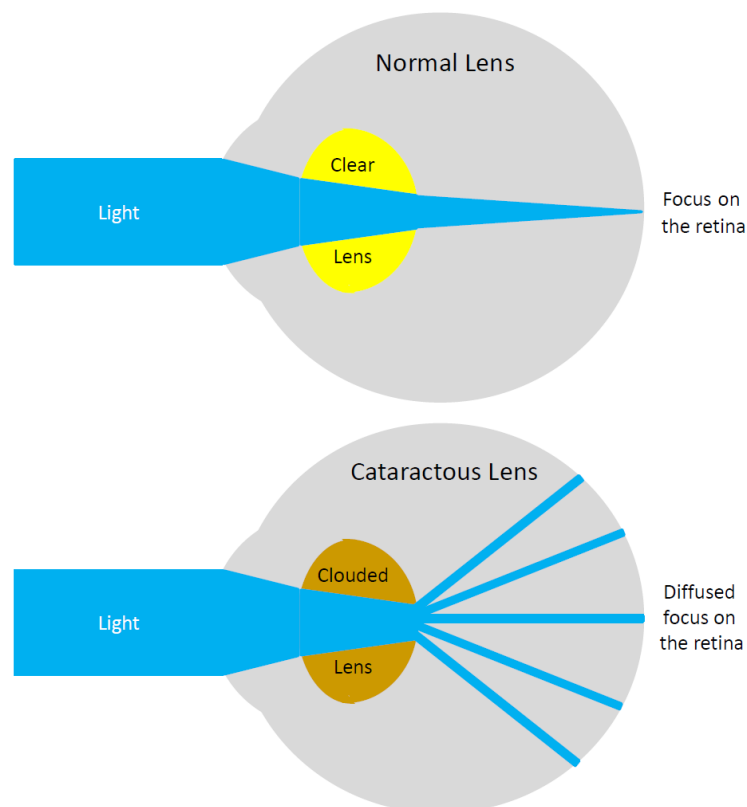 Normal Lens
Clear
Light
Lens
Focus on
the retina
Cataractous Lens
Clouded
Light
Lens
Diffused
focus on
the retina